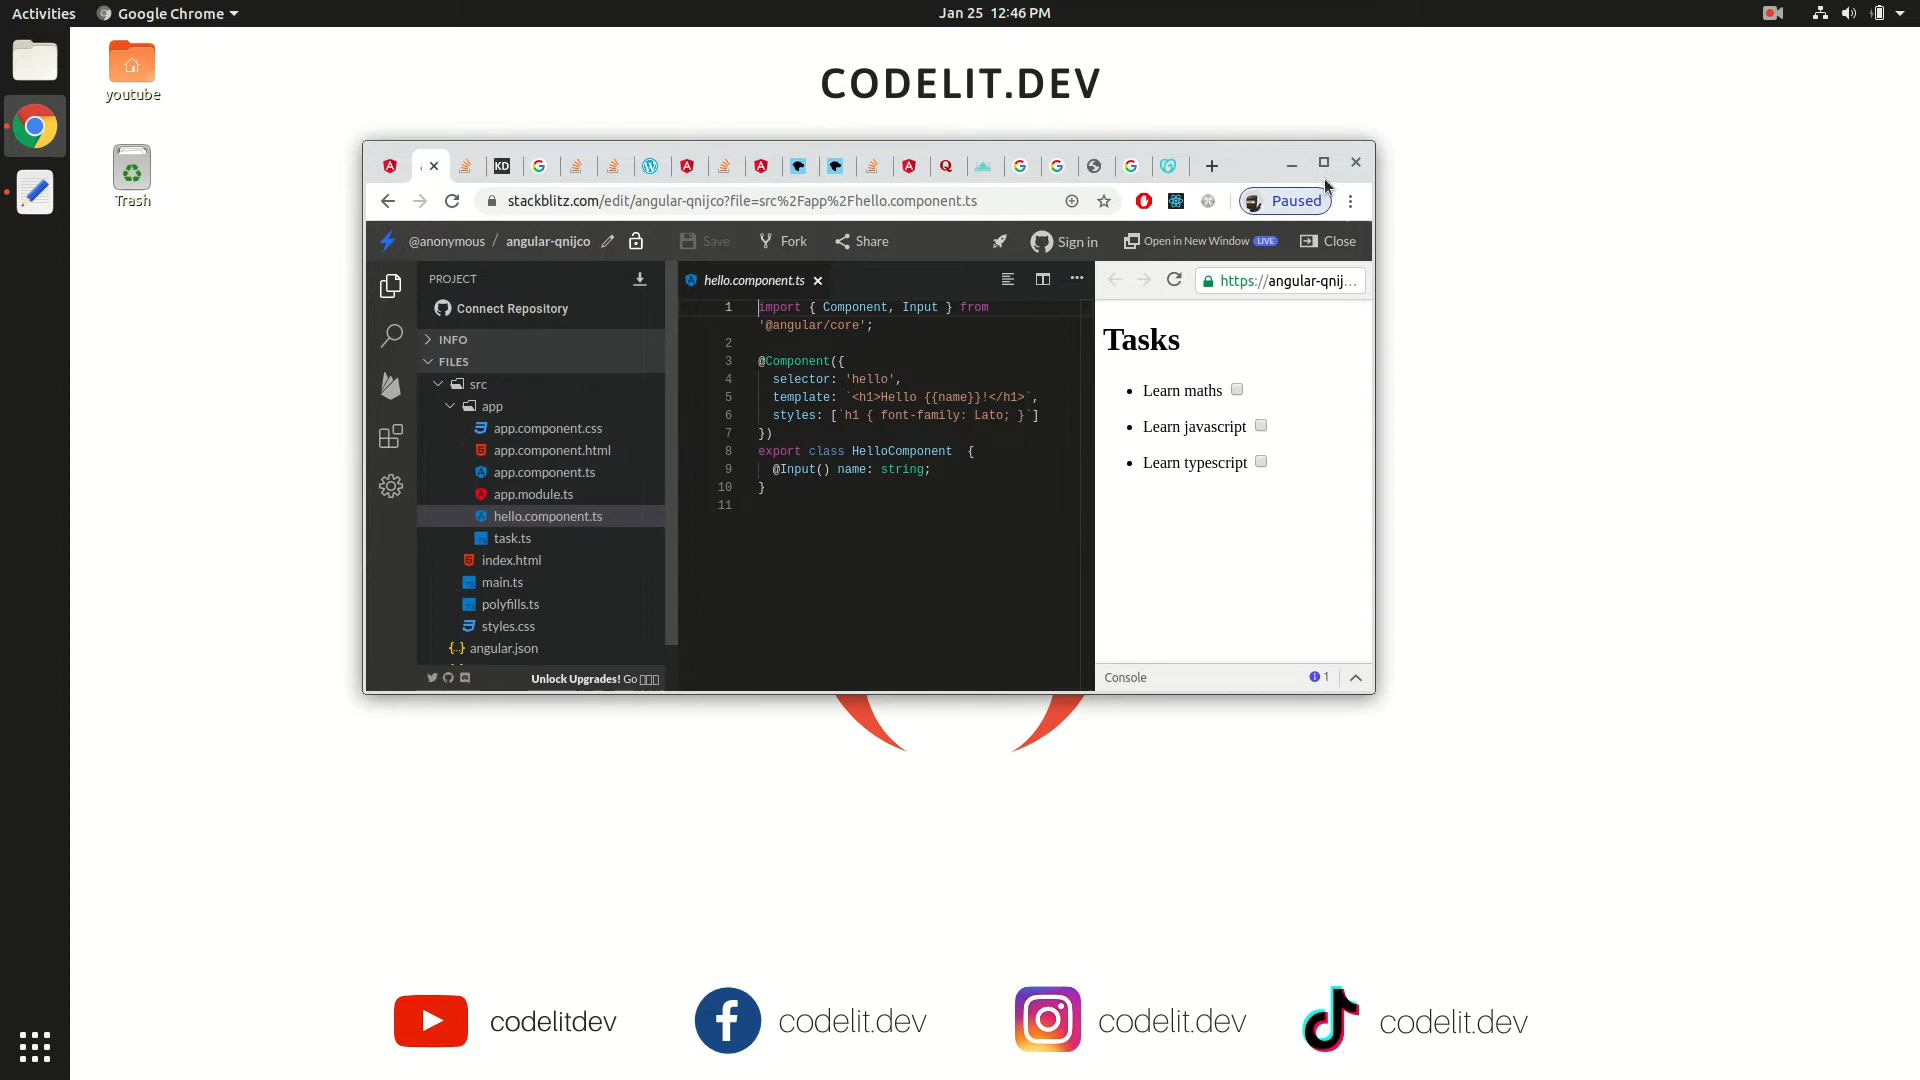 Activities
Google Chrome
Jan 25 12:46 PM
youtube
Trash
CODELIT.DEV
KD
stackblitz.com/edit/angular-qnijco?file=src%2Fapp%2Fhello.component.ts
Paused
@anonymous / angular-qnijco
Save
Fork
Share
Sign in
Open in New Window LIVE
Close
PROJECT
Connect Repository
INFO
FILES
src
app
app.component.css
app.component.html
app.component.ts
app.module.ts
hello.component.ts
task.ts
index.html
main.ts
polyfills.ts
styles.css
angular.json
Unlock Upgrades! Go
hello.component.ts
1 import { Component, Input } from
'@angular/core';
2
3 @Component({
4 selector: 'hello',
5 template: `<h1>Hello {{name}}!</h1>`,
6 styles: [`h1 { font-family: Lato; }`]
7 })
8 export class HelloComponent  {
9 @Input() name: string;
10 }
11
https://angular-qnij...
Tasks
• Learn maths
• Learn javascript
• Learn typescript
Console
1
codelitdev
codelit.dev
codelit.dev
codelit.dev